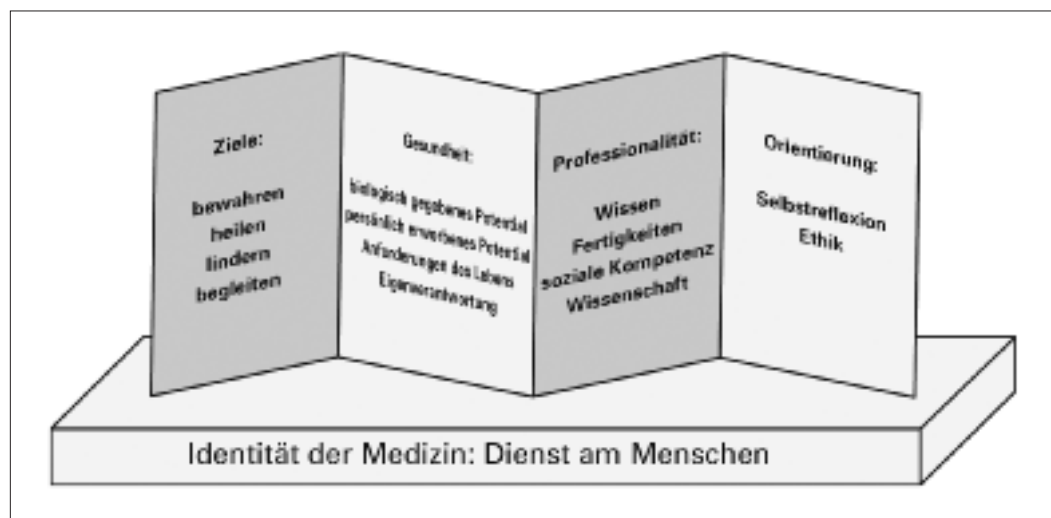 Ziele:
bewahren
heilen
lindern
begleiten
Gesundheit:
biologisch gegebenes Potential
persönlich erworbenes Potential
Anforderungen des Lebens
Eigenverantwortung
Professionalität:
Wissen
Fertigkeiten
soziale Kompetenz
Wissenschaft
Orientierung:
Selbstreflexion
Ethik
Identität der Medizin: Dienst am Menschen